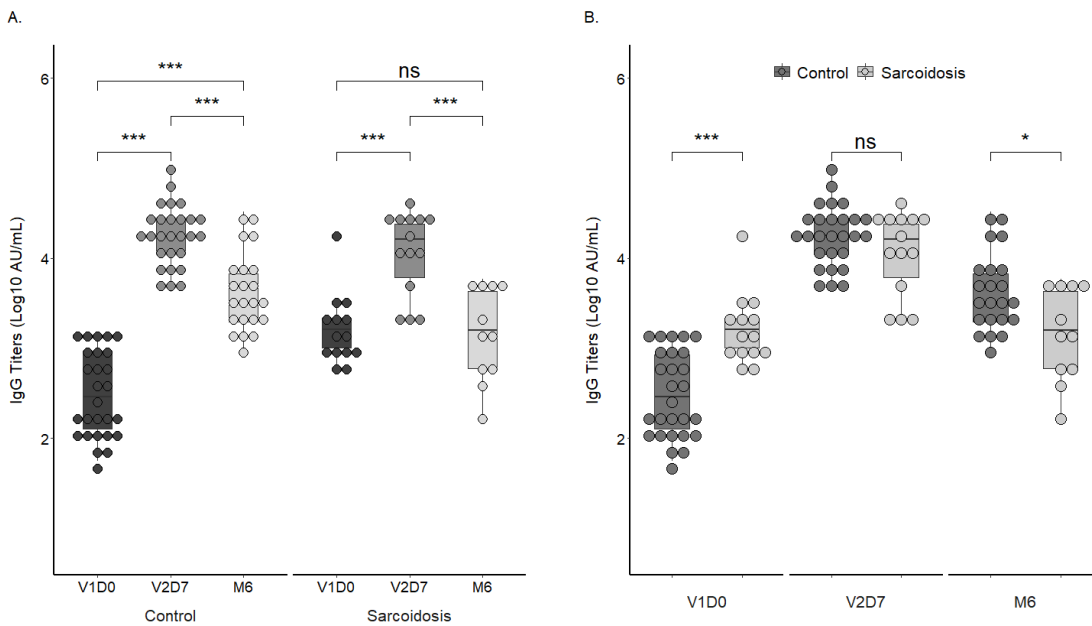 A.
IgG Titers (Log10 AU/mL)
6
4
2
***
***
***
ns
***
***
V1D0 V2D7 M6 V1D0 V2D7 M6
Control Sarcoidosis
B.
IgG Titers (Log10 AU/mL)
6
4
2
Control Sarcoidosis
*** ns *
V1D0 V2D7 M6